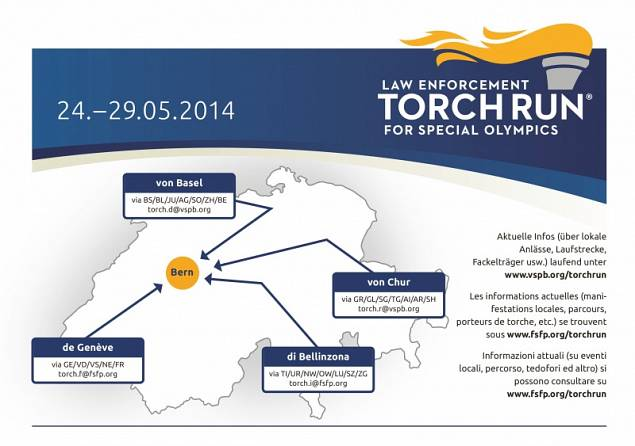 LAW ENFORCEMENT
TORCH RUN®
FOR SPECIAL OLYMPICS
24.–29.05.2014
von Basel
via BS/BL/JU/AG/SO/ZH/BE
torch.d@vspb.org
Bern
von Chur
via GR/GL/SG/TG/AI/AR/SH
torch.r@vspb.org
de Genève
via GE/VD/VS/NE/FR
torch.f@fsfp.org
di Bellinzona
via TI/UR/NW/OW/LU/SZ/ZG
torch.i@fsfp.org
Aktuelle Infos (über lokale
Anlässe, Laufstrecke,
Fackelträger usw.) laufend unter
www.vspb.org/torchrun
Les informations actuelles (mani-
festations locales, parcours,
porteurs de torche, etc.) se trouvent
sous www.fsfp.org/torchrun
Informazioni attuali (su eventi
locali, percorso, tedofori ed altro) si
possono consultare su
www.fsfp.org/torchrun